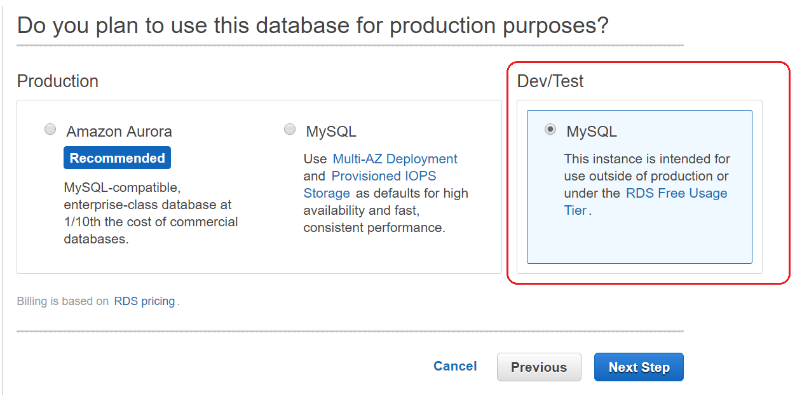 Do you plan to use this database for production purposes?
Production
Amazon Aurora
Recommended
MySQL-compatible,
enterprise-class database at
1/10th the cost of commercial
databases.
MySQL
Use Multi-AZ Deployment
and Provisioned IOPS
Storage as defaults for high
availability and fast,
consistent performance.
Dev/Test
MySQL
This instance is intended for
use outside of production or
under the RDS Free Usage
Tier.
Billing is based on RDS pricing.
Cancel
Previous
Next Step